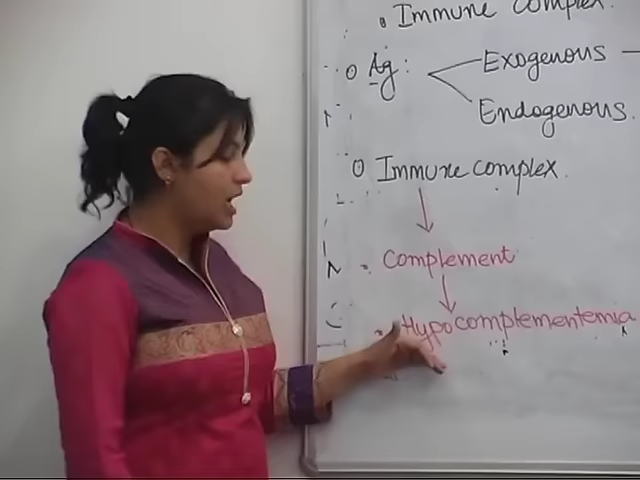 Immune complex.
Ag: Exogenous
Endogenous.
Immune complex.
Complement
Hypocomplementemia